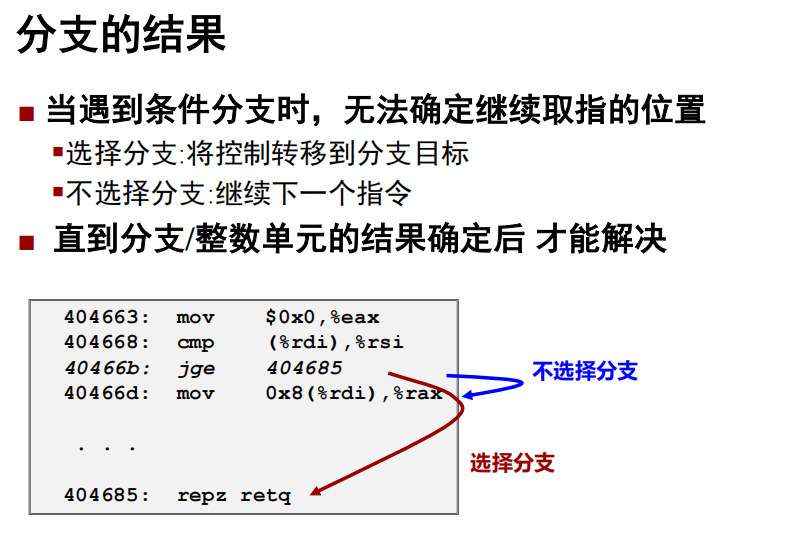 分支的结果
当遇到条件分支时，无法确定继续取指的位置
选择分支:将控制转移到分支目标
不选择分支:继续下一个指令
直到分支/整数单元的结果确定后 才能解决
404663: mov $0x0,%eax
404668: cmp (%rdi),%rsi
40466b: jge 404685
40466d: mov 0x8(%rdi),%rax
. . .
404685: repz retq
不选择分支
选择分支